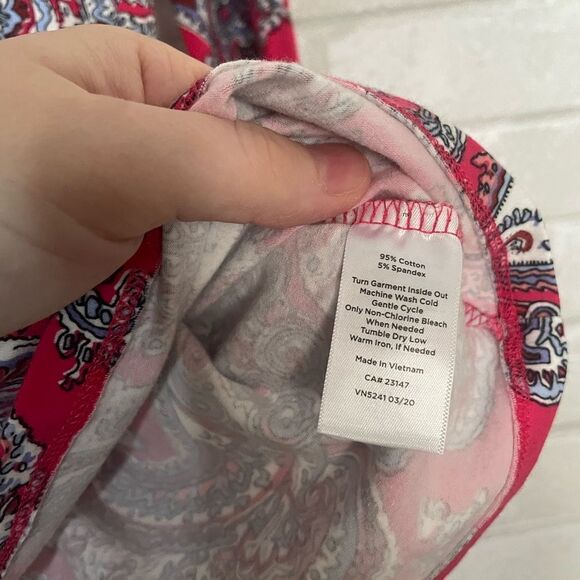 95% Cotton
5% Spandex
Turn Garment Inside Out
Machine Wash Cold
Gentle Cycle
Only Non-Chlorine Bleach
When Needed
Tumble Dry Low
Warm Iron, If Needed
Made in Vietnam
CA# 23147
VN5241 03/20